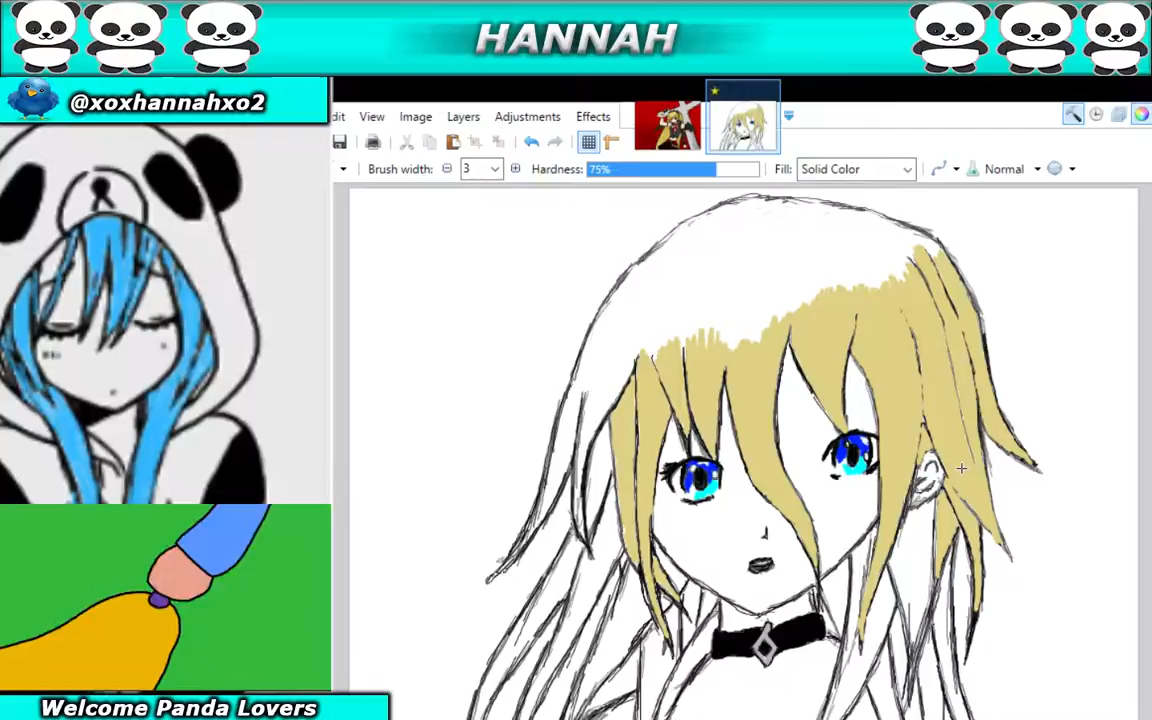 HANNAH
@xoxhannahxo2
dit View Image Layers Adjustments Effects
Brush width: 3 Hardness: 75% Fill: Solid Color Normal
Welcome Panda Lovers